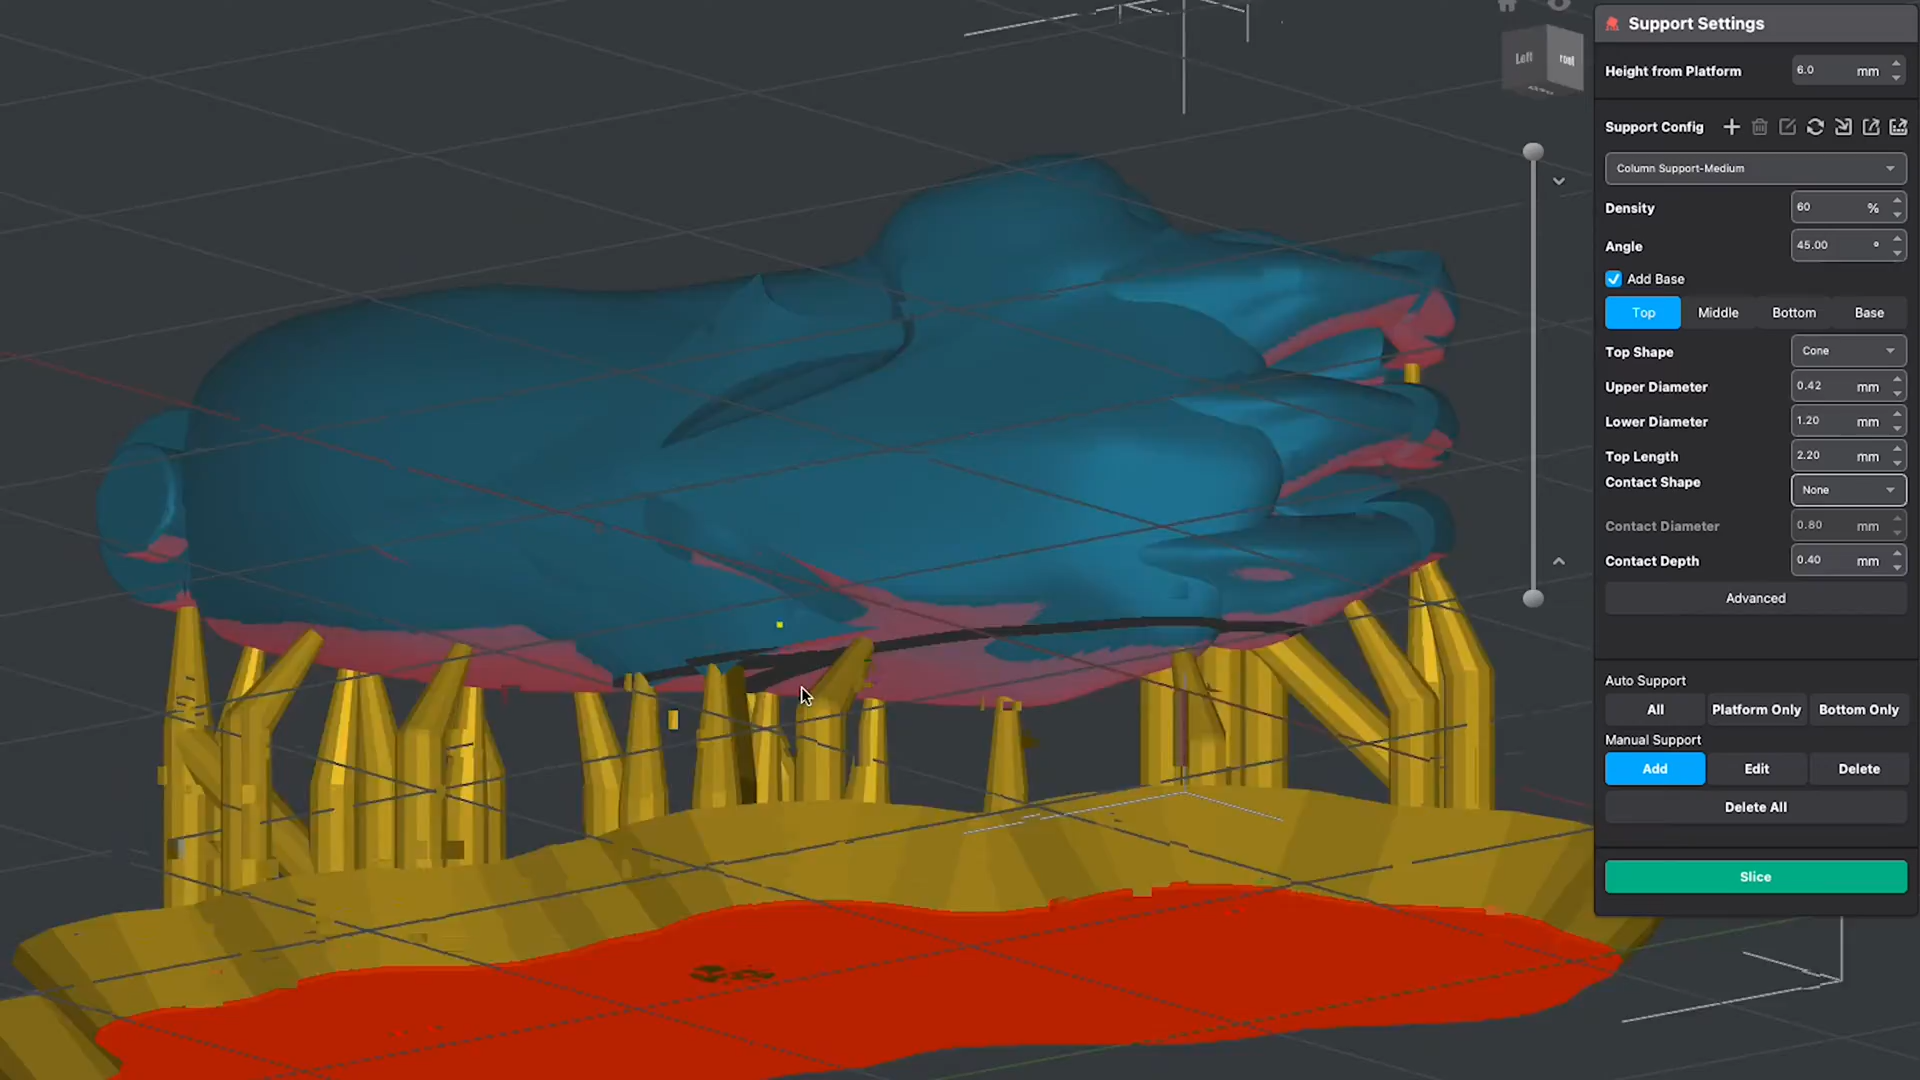 Support Settings
Left
Height from Platform 6.0 mm
Support Config
Column Support-Medium
Density 60 %
Angle 45.00 °
Add Base
Top Middle Bottom Base
Top Shape Cone
Upper Diameter 0.42 mm
Lower Diameter 1.20 mm
Top Length 2.20 mm
Contact Shape None
Contact Diameter 0.80 mm
Contact Depth 0.40 mm
Advanced
Auto Support
All Platform Only Bottom Only
Manual Support
Add Edit Delete
Delete All
Slice